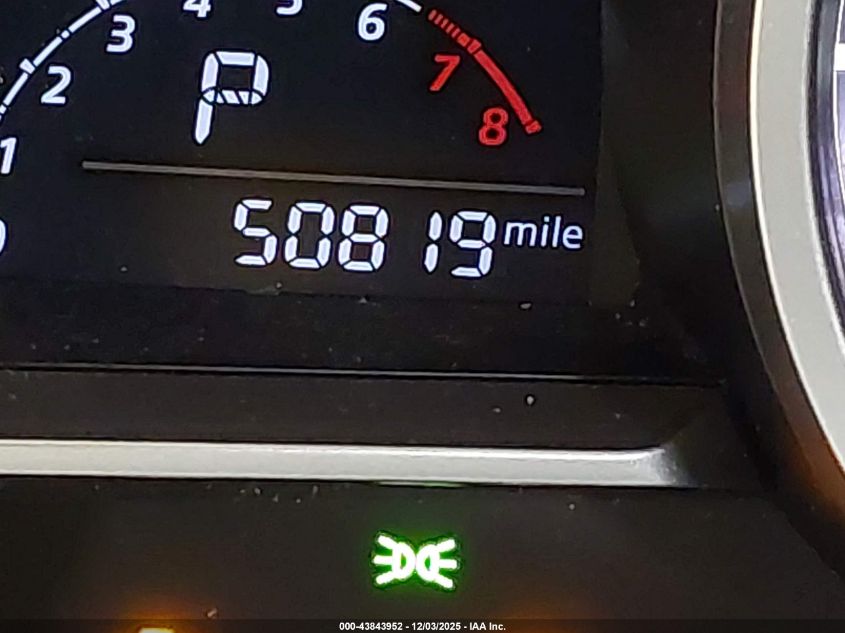 1 2 3 4 5 6 7 8
P
50819 mile
000-43843952 - 12/03/2025 - IAA Inc.